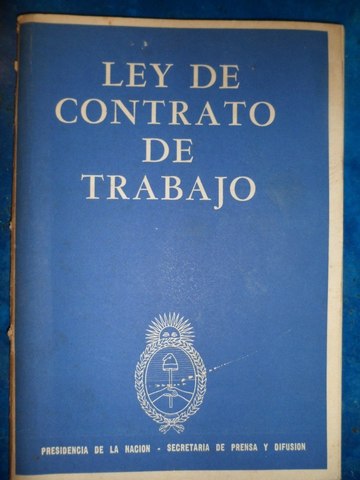 LEY DE
CONTRATO
DE
TRABAJO
PRESIDENCIA DE LA NACION - SECRETARIA DE PRENSA Y DIFUSION